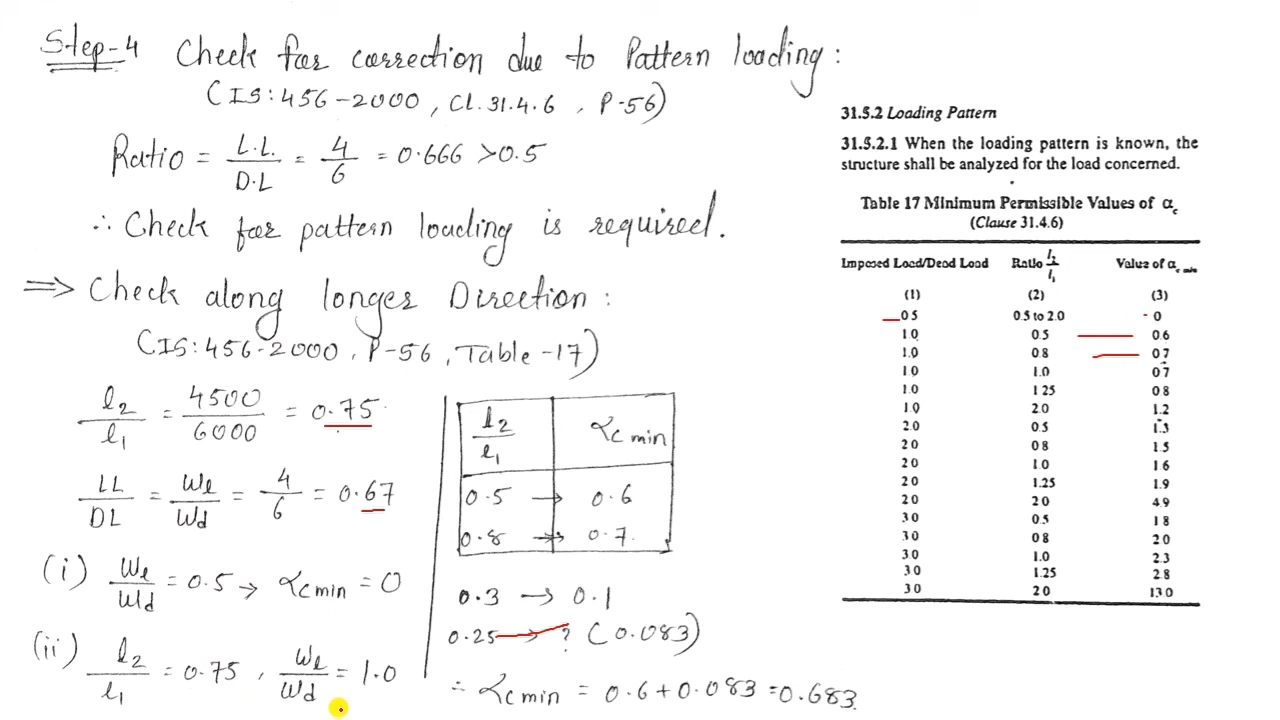 Step-4 Check for correction due to Pattern loading :
(IS:456-2000, Cl.31.4.6, P-56)
Ratio = L.L. / D.L = 4 / 6 = 0.666 > 0.5
∴ Check for pattern loading is required.
⇒ Check along longer Direction :
(IS:456-2000, P-56, Table-17)
l2 / l1 = 4500 / 6000 = 0.75
LL / DL = Wl / Wd = 4 / 6 = 0.67
(i) Wl / Wd = 0.5 → αc min = 0
(ii) l2 / l1 = 0.75, Wl / Wd = 1.0
l2 / l1 αc min
0.5 → 0.6
0.8 → 0.7
0.3 → 0.1
0.25 → ? (0.083)
∴ αc min = 0.6 + 0.083 = 0.683
31.5.2 Loading Pattern
31.5.2.1 When the loading pattern is known, the
structure shall be analyzed for the load concerned.
Table 17 Minimum Permissible Values of αc
(Clause 31.4.6)
Imposed Load/Dead Load Ratio l2 / l1 Value of αc min
(1) (2) (3)
0.5 0.5 to 2.0 0
1.0 0.5 0.6
1.0 0.8 0.7
1.0 1.0 0.7
1.0 1.25 0.8
1.0 2.0 1.2
2.0 0.5 1.3
2.0 0.8 1.5
2.0 1.0 1.6
2.0 1.25 1.9
2.0 2.0 4.9
3.0 0.5 1.8
3.0 0.8 2.0
3.0 1.0 2.3
3.0 1.25 2.8
3.0 2.0 13.0